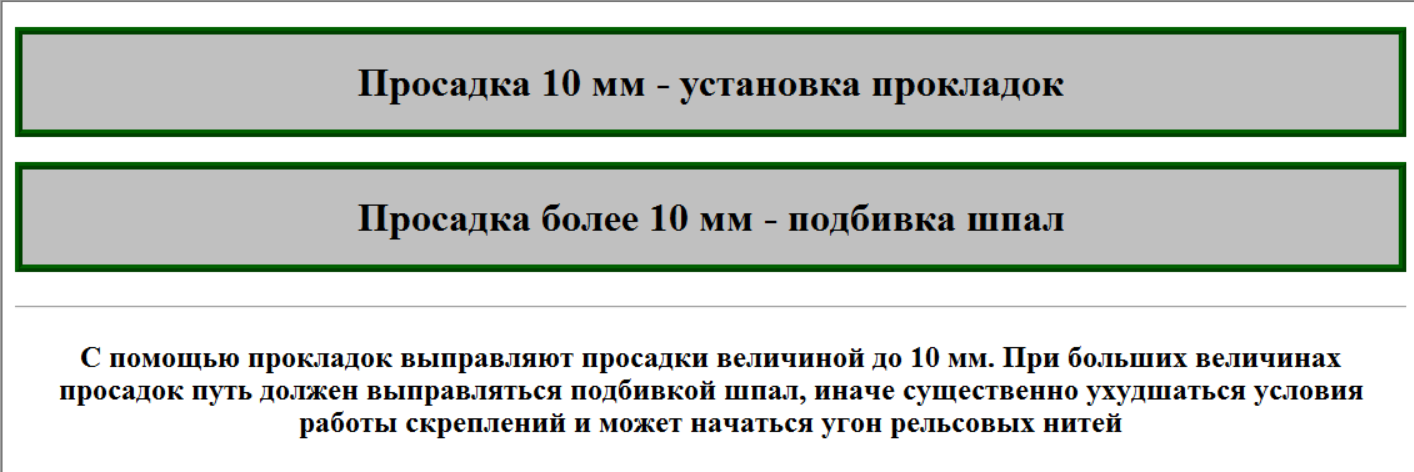 Просадка 10 мм - установка прокладок
Просадка более 10 мм - подбивка шпал
С помощью прокладок выправляют просадки величиной до 10 мм. При больших величинах
просадок путь должен выправляться подбивкой шпал, иначе существенно ухудшаться условия
работы скреплений и может начаться угон рельсовых нитей